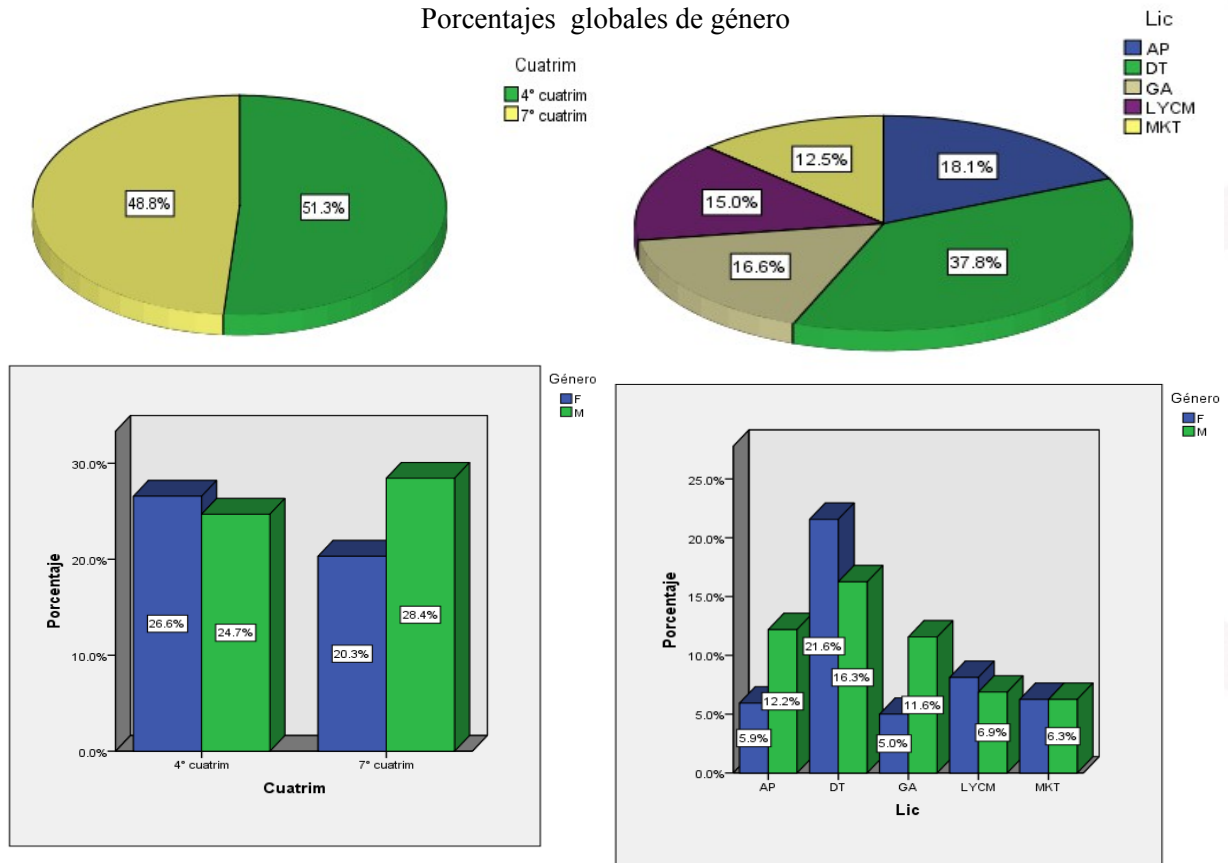 Porcentajes globales de género
Cuatrim
4° cuatrim
7° cuatrim
48.8%
51.3%
Lic
AP
DT
GA
LYCM
MKT
12.5%
18.1%
15.0%
16.6%
37.8%
Género
F
M
30.0%
20.0%
10.0%
0.0%
Porcentaje
26.6%
24.7%
20.3%
28.4%
4° cuatrim
7° cuatrim
Cuatrim
Género
F
M
25.0%
20.0%
15.0%
10.0%
5.0%
0.0%
Porcentaje
5.9%
12.2%
21.6%
16.3%
5.0%
11.6%
8.1%
6.9%
6.3%
AP
DT
GA
LYCM
MKT
Lic